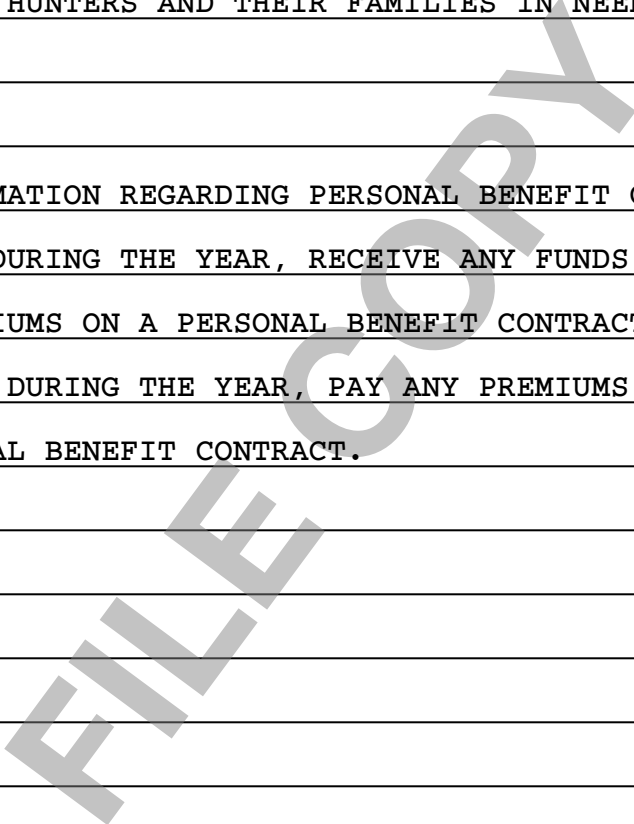 HUNTERS AND THEIR FAMILIES IN NEE
MATION REGARDING PERSONAL BENEFIT C
DURING THE YEAR, RECEIVE ANY FUNDS
IUMS ON A PERSONAL BENEFIT CONTRACT
DURING THE YEAR, PAY ANY PREMIUMS
AL BENEFIT CONTRACT.
FILE COPY